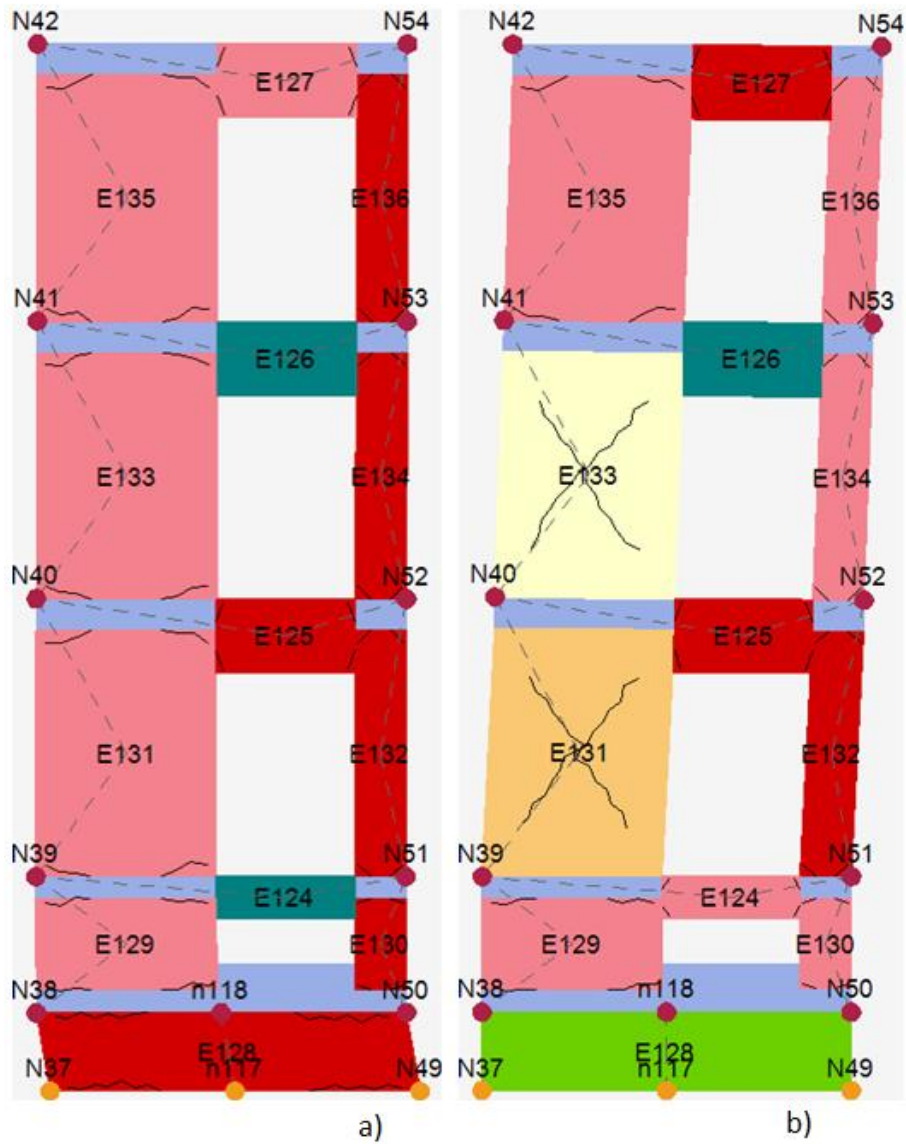 N42 N54 N42 N54
E127 E127
E135 E136 E135 E136
N41 N53 N41 N53
E126 E126
E133 E134 E133 E134
N40 N52 N40 N52
E125 E125
E131 E132 E131 E132
N39 N51 N39 N51
E124 E124
E129 E130 E129 E130
N38 n118 N50 N38 n118 N50
E128 E128
N37 n117 N49 N37 n117 N49
a) b)